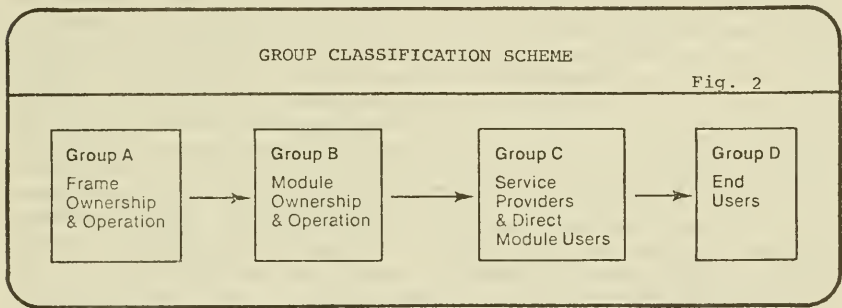 GROUP CLASSIFICATION SCHEME
Fig. 2
Group A
Frame
Ownership
& Operation
Group B
Module
Ownership
& Operation
Group C
Service
Providers
& Direct
Module Users
Group D
End
Users